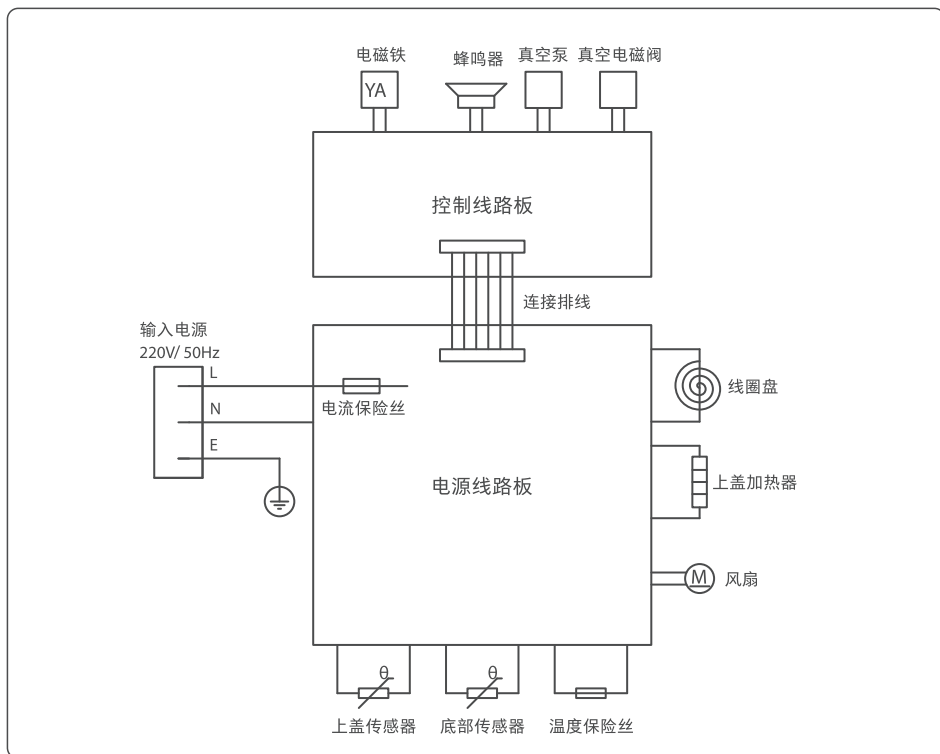 电磁铁
蜂鸣器
真空泵
真空电磁阀
YA
控制线路板
连接排线
输入电源
220V/ 50Hz
L
电流保险丝
N
E
线圈盘
电源线路板
上盖加热器
M
风扇
θ
θ
上盖传感器
底部传感器
温度保险丝